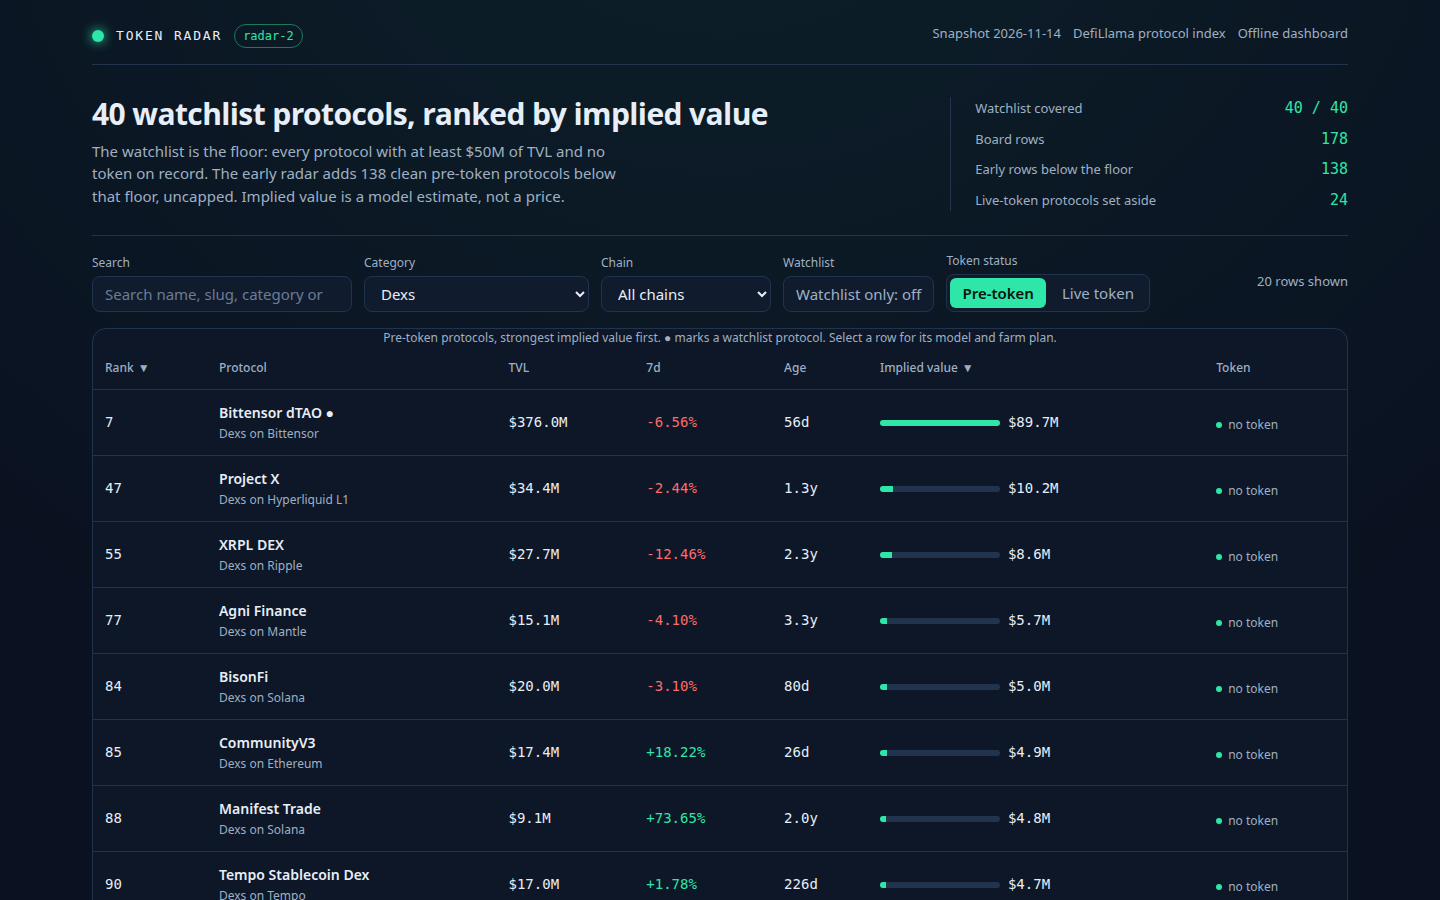 TOKEN RADAR radar-2
Snapshot 2026-11-14 DefiLlama protocol index Offline dashboard
40 watchlist protocols, ranked by implied value
The watchlist is the floor: every protocol with at least $50M of TVL and no
token on record. The early radar adds 138 clean pre-token protocols below
that floor, uncapped. Implied value is a model estimate, not a price.
Watchlist covered 40 / 40
Board rows 178
Early rows below the floor 138
Live-token protocols set aside 24
Search Category Chain Watchlist Token status
Search name, slug, category or Dexs All chains Watchlist only: off Pre-token Live token
20 rows shown
Pre-token protocols, strongest implied value first. ● marks a watchlist protocol. Select a row for its model and farm plan.
Rank ▼ Protocol TVL 7d Age Implied value ▼ Token
7 Bittensor dTAO ● $376.0M -6.56% 56d $89.7M no token
Dexs on Bittensor
47 Project X $34.4M -2.44% 1.3y $10.2M no token
Dexs on Hyperliquid L1
55 XRPL DEX $27.7M -12.46% 2.3y $8.6M no token
Dexs on Ripple
77 Agni Finance $15.1M -4.10% 3.3y $5.7M no token
Dexs on Mantle
84 BisonFi $20.0M -3.10% 80d $5.0M no token
Dexs on Solana
85 CommunityV3 $17.4M +18.22% 26d $4.9M no token
Dexs on Ethereum
88 Manifest Trade $9.1M +73.65% 2.0y $4.8M no token
Dexs on Solana
90 Tempo Stablecoin Dex $17.0M +1.78% 226d $4.7M no token
Dexs on Tempo